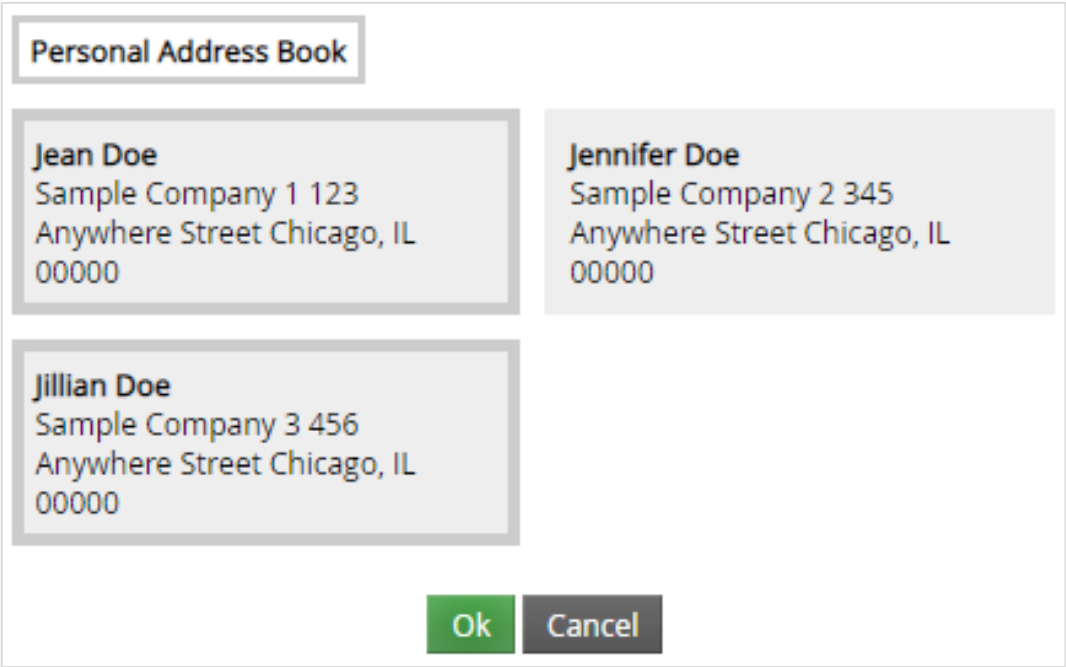 Personal Address Book
Jean Doe
Sample Company 1 123
Anywhere Street Chicago, IL
00000
Jennifer Doe
Sample Company 2 345
Anywhere Street Chicago, IL
00000
Jillian Doe
Sample Company 3 456
Anywhere Street Chicago, IL
00000
Ok
Cancel